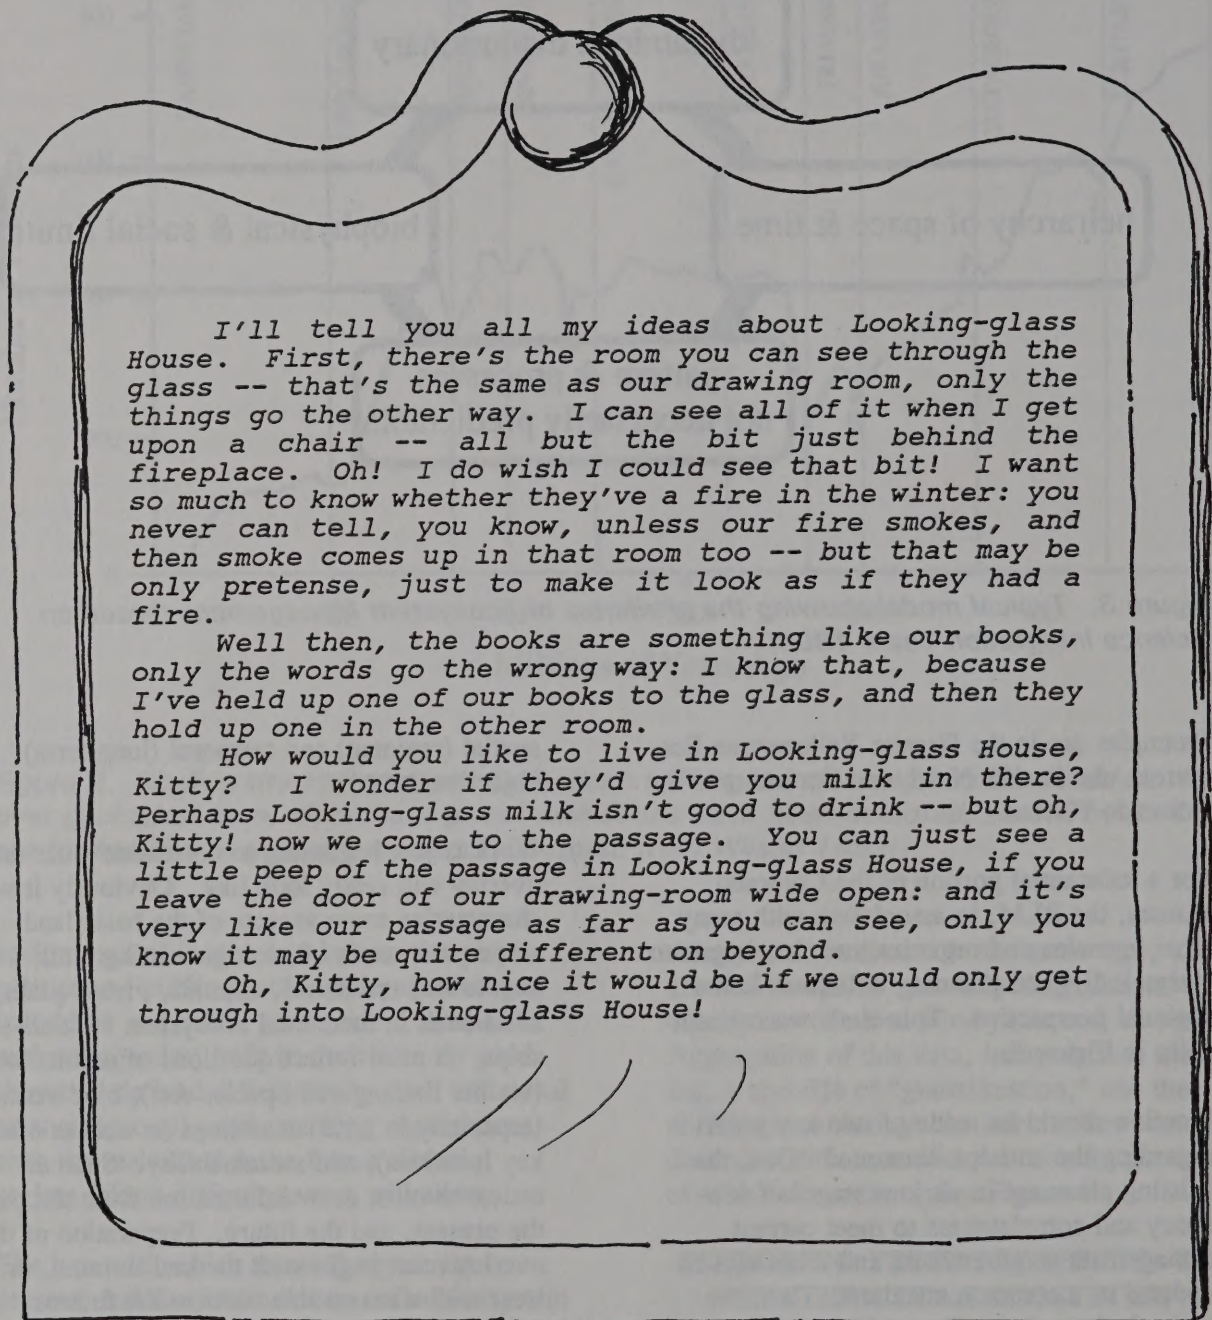 I'll tell you all my ideas about Looking-glass
House. First, there's the room you can see through the
glass -- that's the same as our drawing room, only the
things go the other way. I can see all of it when I get
upon a chair -- all but the bit just behind the
fireplace. Oh! I do wish I could see that bit! I want
so much to know whether they've a fire in the winter: you
never can tell, you know, unless our fire smokes, and
then smoke comes up in that room too -- but that may be
only pretense, just to make it look as if they had a
fire.
Well then, the books are something like our books,
only the words go the wrong way: I know that, because
I've held up one of our books to the glass, and then they
hold up one in the other room.
How would you like to live in Looking-glass House,
Kitty? I wonder if they'd give you milk in there?
Perhaps Looking-glass milk isn't good to drink -- but oh,
Kitty! now we come to the passage. You can just see a
little peep of the passage in Looking-glass House, if you
leave the door of our drawing-room wide open: and it's
very like our passage as far as you can see, only you
know it may be quite different on beyond.
Oh, Kitty, how nice it would be if we could only get
through into Looking-glass House!